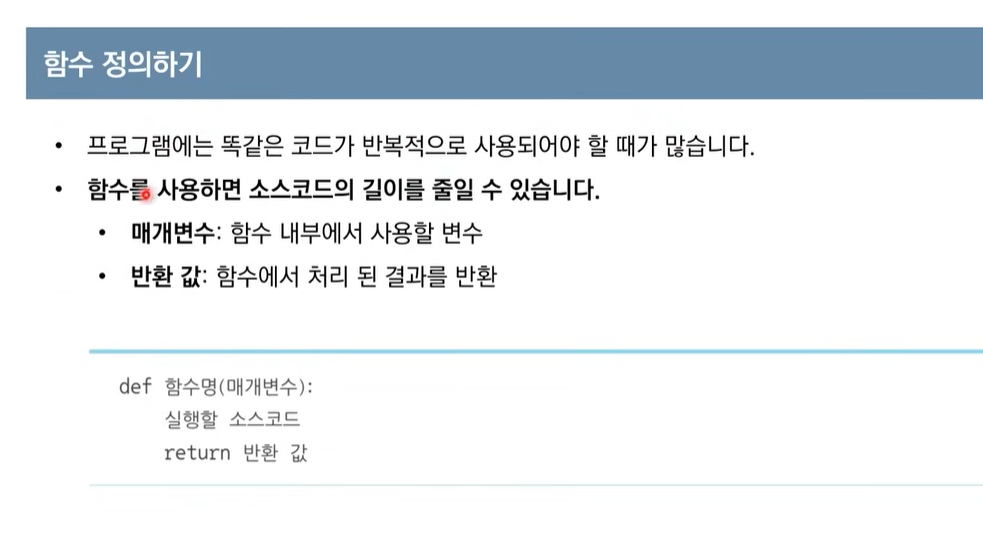 함수 정의하기
• 프로그램에는 똑같은 코드가 반복적으로 사용되어야 할 때가 많습니다.
• 함수를 사용하면 소스코드의 길이를 줄일 수 있습니다.
• 매개변수: 함수 내부에서 사용할 변수
• 반환 값: 함수에서 처리 된 결과를 반환
def 함수명(매개변수):
실행할 소스코드
return 반환 값